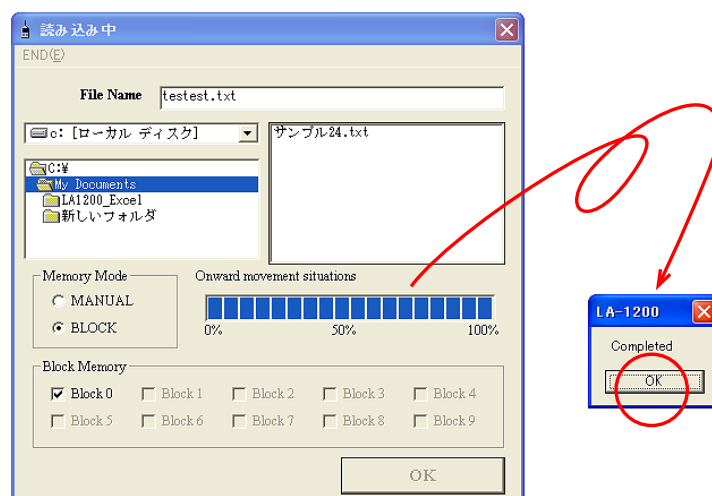 読み込み中
END(E)
File Name testest.txt
c: [ローカル ディスク]
サンプル24.txt
C:¥
My Documents
LA1200_Excel
新しいフォルダ
Memory Mode
MANUAL
BLOCK
Onward movement situations
0% 50% 100%
Block Memory
Block 0 Block 1 Block 2 Block 3 Block 4
Block 5 Block 6 Block 7 Block 8 Block 9
OK
LA-1200
Completed
OK